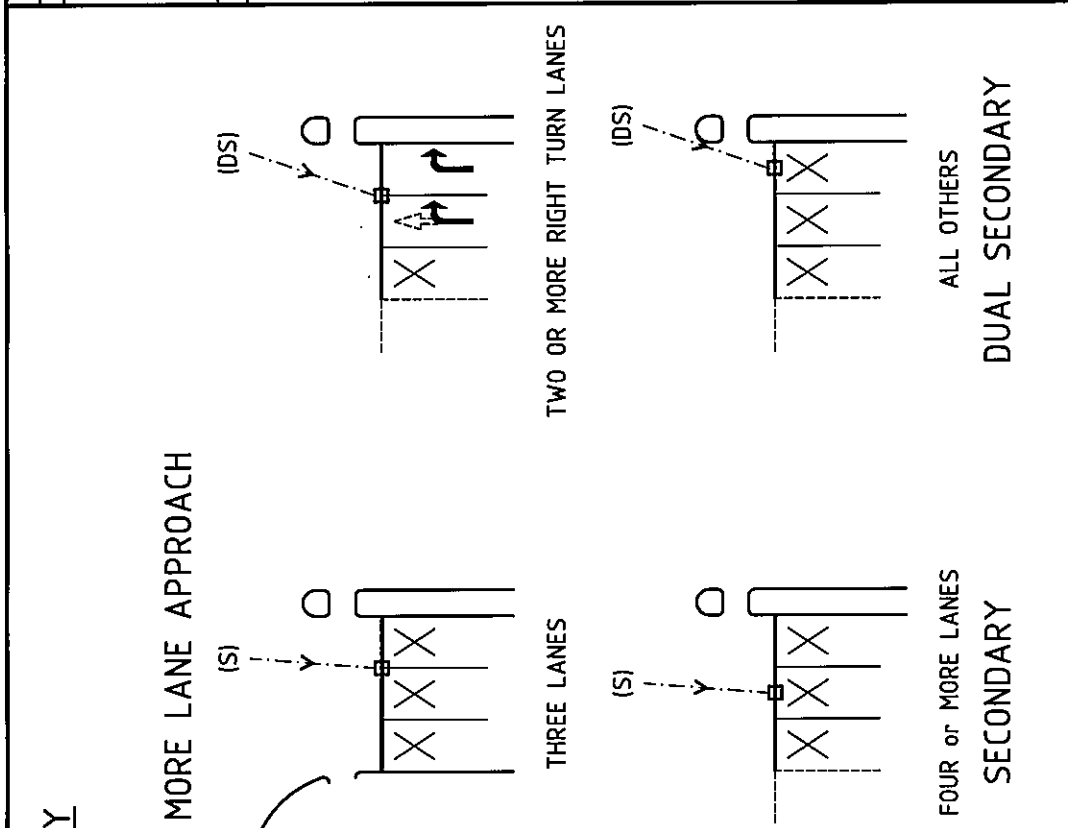 Y
MORE LANE APPROACH
(S)
THREE LANES
(S)
FOUR or MORE LANES
SECONDARY
(DS)
TWO OR MORE RIGHT TURN LANES
(DS)
ALL OTHERS
DUAL SECONDARY